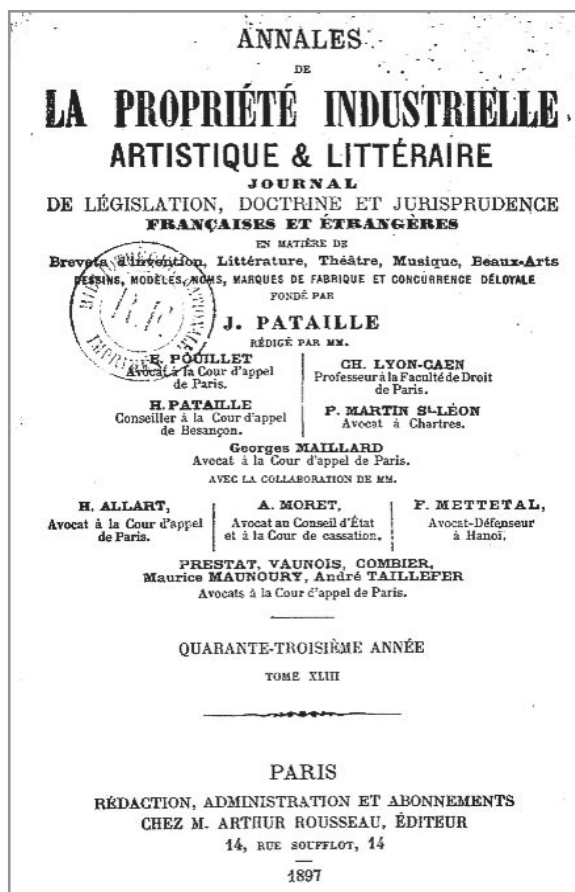 ANNALES
DE
LA PROPRIÉTÉ INDUSTRIELLE
ARTISTIQUE & LITTÉRAIRE
JOURNAL
DE LÉGISLATION, DOCTRINE ET JURISPRUDENCE
FRANÇAISES ET ÉTRANGÈRES
EN MATIÈRE DE
Brevets d'invention, Littérature, Théâtre, Musique, Beaux-Arts
DESSINS, MODÈLES, NOMS, MARQUES DE FABRIQUE ET CONCURRENCE DÉLOYALE
FONDÉ PAR
J. PATAILLE
RÉDIGÉ PAR MM.
E. POUILLET
Avocat à la Cour d'appel
de Paris.
CH. LYON-CAEN
Professeur à la Faculté de Droit
de Paris.
H. PATAILLE
Conseiller à la Cour d'appel
de Besançon.
P. MARTIN St-LÉON
Avocat à Chartres.
Georges MAILLARD
Avocat à la Cour d'appel de Paris.
AVEC LA COLLABORATION DE MM.
H. ALLART,
Avocat à la Cour d'appel
de Paris.
A. MORET,
Avocat au Conseil d'État
et à la Cour de cassation.
F. METTETAL,
Avocat-Défenseur
à Hanoï.
PRESTAT, VAUNOIS, COMBIER,
Maurice MAUNOURY, André TAILLEFER
Avocats à la Cour d'appel de Paris.
QUARANTE-TROISIÈME ANNÉE
TOME XLIII
PARIS
RÉDACTION, ADMINISTRATION ET ABONNEMENTS
CHEZ M. ARTHUR ROUSSEAU, ÉDITEUR
14, RUE SOUFFLOT, 14
1897